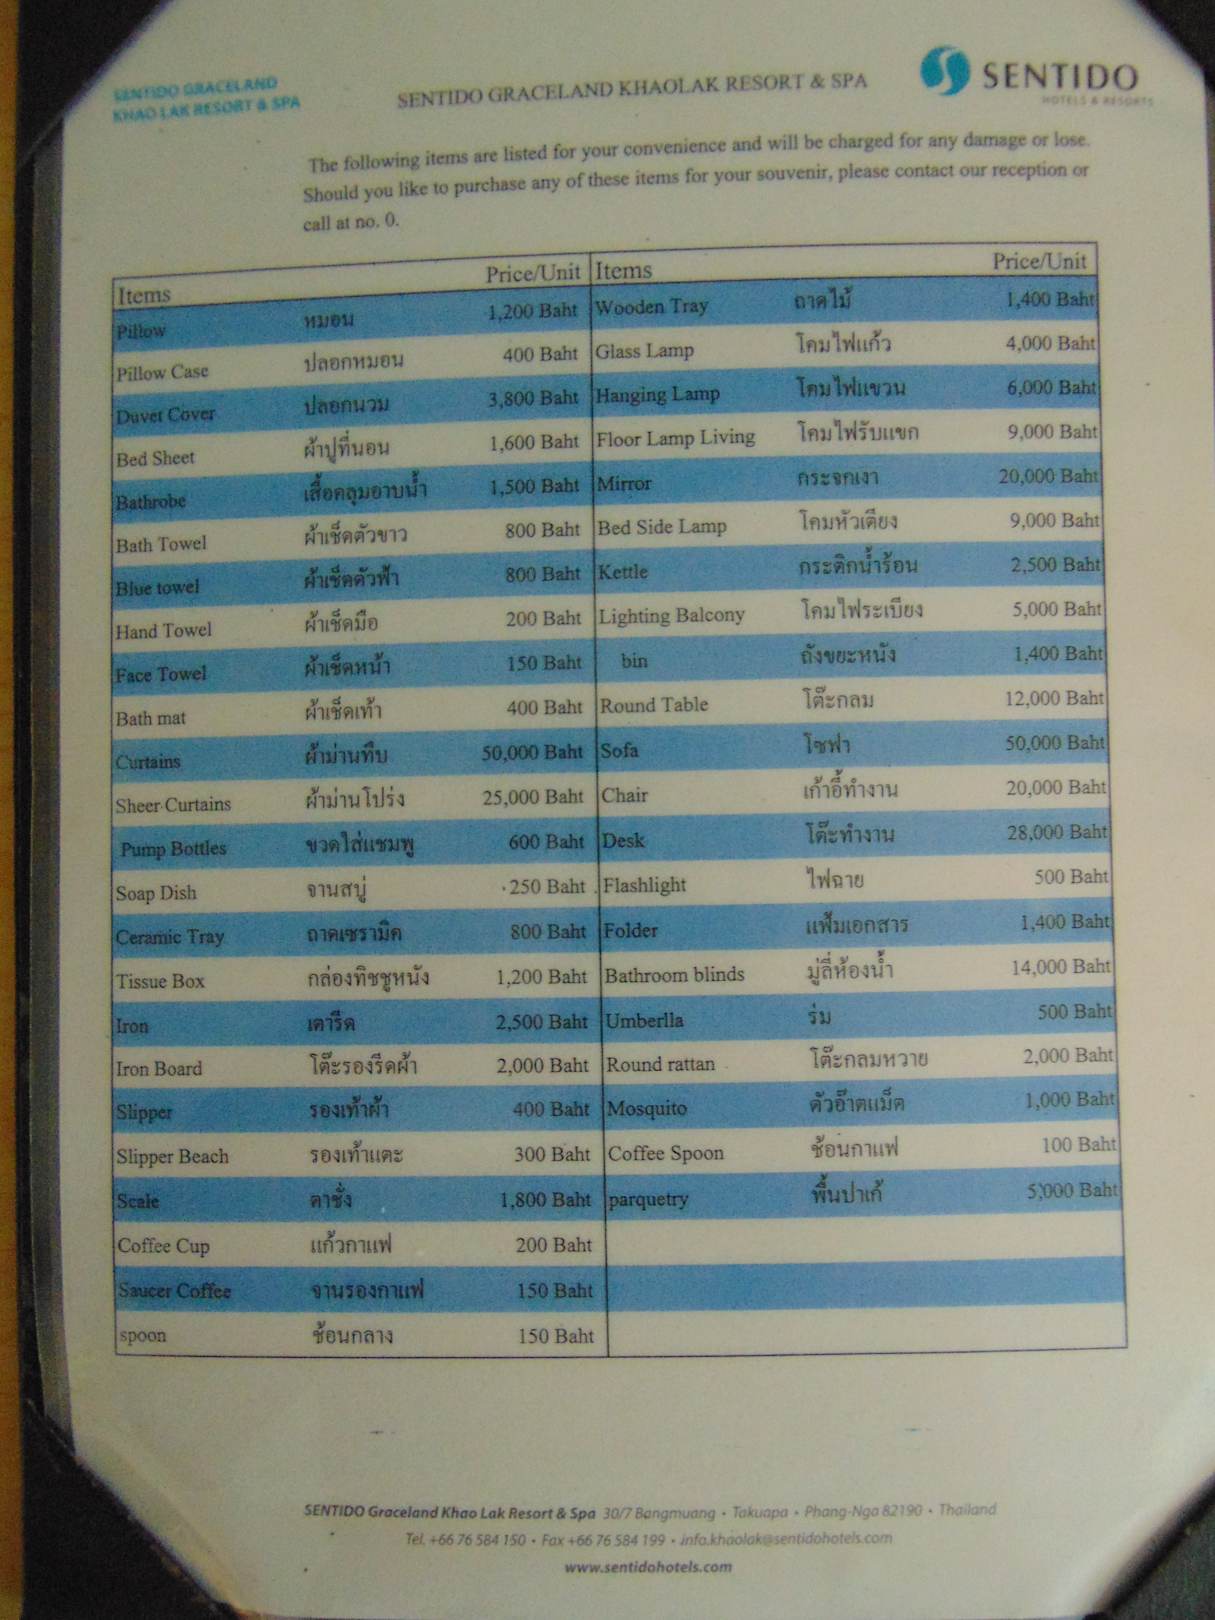 SENTIDO GRACELAND
KHAO LAK RESORT & SPA
SENTIDO GRACELAND KHAOLAK RESORT & SPA
SENTIDO
HOTELS & RESORTS
The following items are listed for your convenience and will be charged for any damage or lose.
Should you like to purchase any of these items for your souvenir, please contact our reception or
call at no. 0.
Items Price/Unit Items Price/Unit
Pillow หมอน 1,200 Baht Wooden Tray ถาดไม้ 1,400 Baht
Pillow Case ปลอกหมอน 400 Baht Glass Lamp โคมไฟแก้ว 4,000 Baht
Duvet Cover ปลอกนวม 3,800 Baht Hanging Lamp โคมไฟแขวน 6,000 Baht
Bed Sheet ผ้าปูที่นอน 1,600 Baht Floor Lamp Living โคมไฟรับแขก 9,000 Baht
Bathrobe เสื้อคลุมอาบน้ำ 1,500 Baht Mirror กระจกเงา 20,000 Baht
Bath Towel ผ้าเช็ดตัวขาว 800 Baht Bed Side Lamp โคมหัวเตียง 9,000 Baht
Blue towel ผ้าเช็ดตัวฟ้า 800 Baht Kettle กระติกน้ำร้อน 2,500 Baht
Hand Towel ผ้าเช็ดมือ 200 Baht Lighting Balcony โคมไฟระเบียง 5,000 Baht
Face Towel ผ้าเช็ดหน้า 150 Baht bin ถังขยะหนัง 1,400 Baht
Bath mat ผ้าเช็ดเท้า 400 Baht Round Table โต๊ะกลม 12,000 Baht
Curtains ผ้าม่านทึบ 50,000 Baht Sofa โซฟา 50,000 Baht
Sheer Curtains ผ้าม่านโปร่ง 25,000 Baht Chair เก้าอี้ทำงาน 20,000 Baht
Pump Bottles ขวดใส่แชมพู 600 Baht Desk โต๊ะทำงาน 28,000 Baht
Soap Dish จานสบู่ 250 Baht Flashlight ไฟฉาย 500 Baht
Ceramic Tray ถาดเซรามิค 800 Baht Folder แฟ้มเอกสาร 1,400 Baht
Tissue Box กล่องทิชชูหนัง 1,200 Baht Bathroom blinds มู่ลี่ห้องน้ำ 14,000 Baht
Iron เตารีด 2,500 Baht Umberlla ร่ม 500 Baht
Iron Board โต๊ะรองรีดผ้า 2,000 Baht Round rattan โต๊ะกลมหวาย 2,000 Baht
Slipper รองเท้าผ้า 400 Baht Mosquito ตัวอ๊าตแม็ต 1,000 Baht
Slipper Beach รองเท้าแตะ 300 Baht Coffee Spoon ช้อนกาแฟ 100 Baht
Scale ตาชั่ง 1,800 Baht parquetry พื้นปาเก้ 5,000 Baht
Coffee Cup แก้วกาแฟ 200 Baht
Saucer Coffee จานรองกาแฟ 150 Baht
spoon ช้อนกลาง 150 Baht
SENTIDO Graceland Khao Lak Resort & Spa 30/7 Bangmuang • Takuapa • Phang-Nga 82190 • Thailand
Tel. +66 76 584 150 • Fax +66 76 584 199 • info.khaolak@sentidohotels.com
www.sentidohotels.com